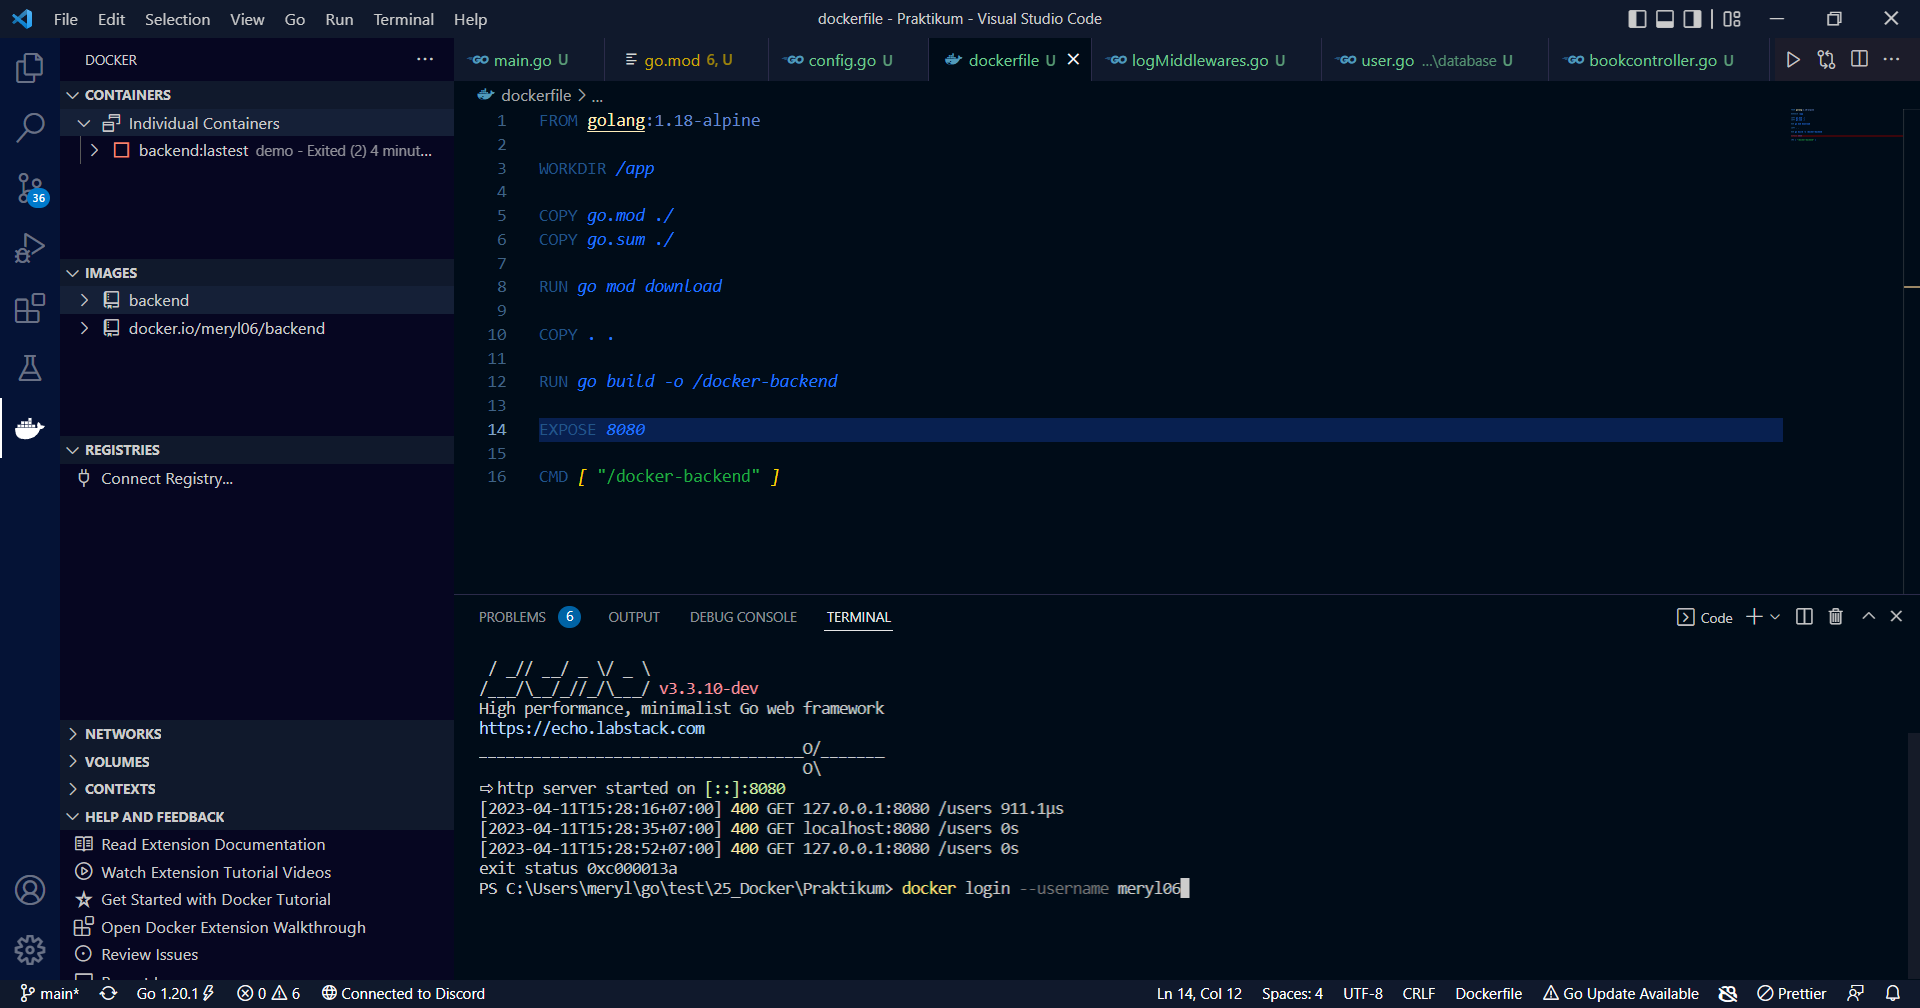 File Edit Selection View Go Run Terminal Help
dockerfile - Praktikum - Visual Studio Code
DOCKER
main.go U
go.mod 6, U
config.go U
dockerfile U
logMiddlewares.go U
user.go ...\database U
bookcontroller.go U
CONTAINERS
Individual Containers
backend:lastest demo - Exited (2) 4 minut...
36
IMAGES
backend
docker.io/meryl06/backend
REGISTRIES
Connect Registry...
NETWORKS
VOLUMES
CONTEXTS
HELP AND FEEDBACK
Read Extension Documentation
Watch Extension Tutorial Videos
Get Started with Docker Tutorial
Open Docker Extension Walkthrough
Review Issues
dockerfile > ...
1 FROM golang:1.18-alpine
2
3 WORKDIR /app
4
5 COPY go.mod ./
6 COPY go.sum ./
7
8 RUN go mod download
9
10 COPY . .
11
12 RUN go build -o /docker-backend
13
14 EXPOSE 8080
15
16 CMD [ "/docker-backend" ]
PROBLEMS 6 OUTPUT DEBUG CONSOLE TERMINAL
Code
/ _// __/ _ \/ _ \
/___/\__/_//_/\___/ v3.3.10-dev
High performance, minimalist Go web framework
https://echo.labstack.com
____________________________________O/_______
                                    O\
⇨ http server started on [::]:8080
[2023-04-11T15:28:16+07:00] 400 GET 127.0.0.1:8080 /users 911.1µs
[2023-04-11T15:28:35+07:00] 400 GET localhost:8080 /users 0s
[2023-04-11T15:28:52+07:00] 400 GET 127.0.0.1:8080 /users 0s
exit status 0xc000013a
PS C:\Users\meryl\go\test\25_Docker\Praktikum> docker login --username meryl06
main* Go 1.20.1 0 6 Connected to Discord
Ln 14, Col 12 Spaces: 4 UTF-8 CRLF Dockerfile Go Update Available Prettier